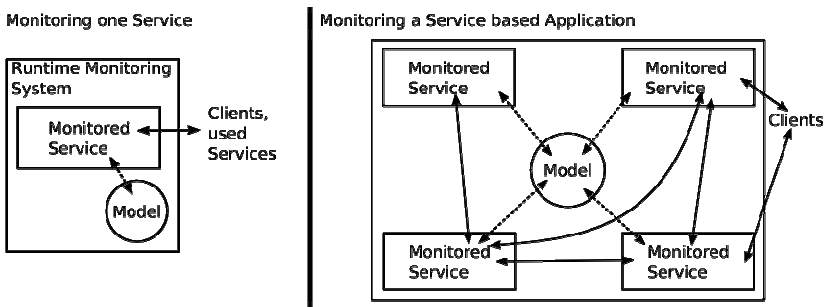 Monitoring one Service
Runtime Monitoring
System
Monitored
Service
Model
Clients,
used
Services
Monitoring a Service based Application
Monitored
Service
Monitored
Service
Clients
Model
Monitored
Service
Monitored
Service